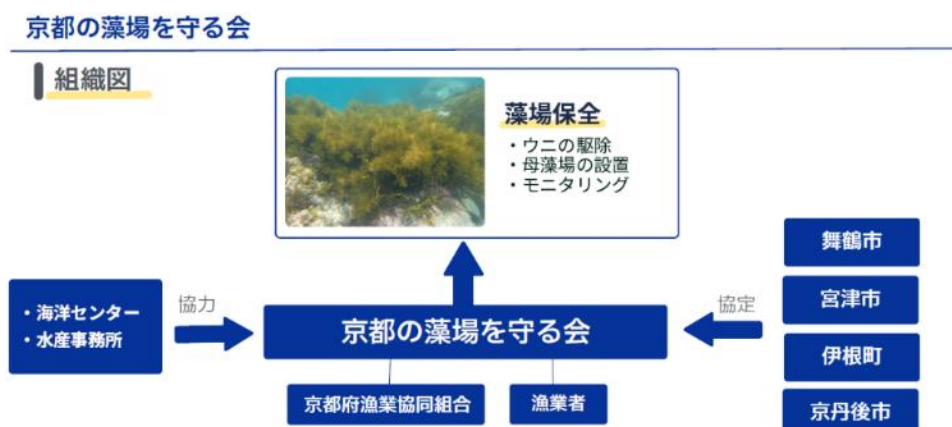 京都の藻場を守る会
組織図
藻場保全
・ウニの駆除
・母藻場の設置
・モニタリング
・海洋センター
・水産事務所
協力
京都の藻場を守る会
京都府漁業協同組合
漁業者
協定
舞鶴市
宮津市
伊根町
京丹後市